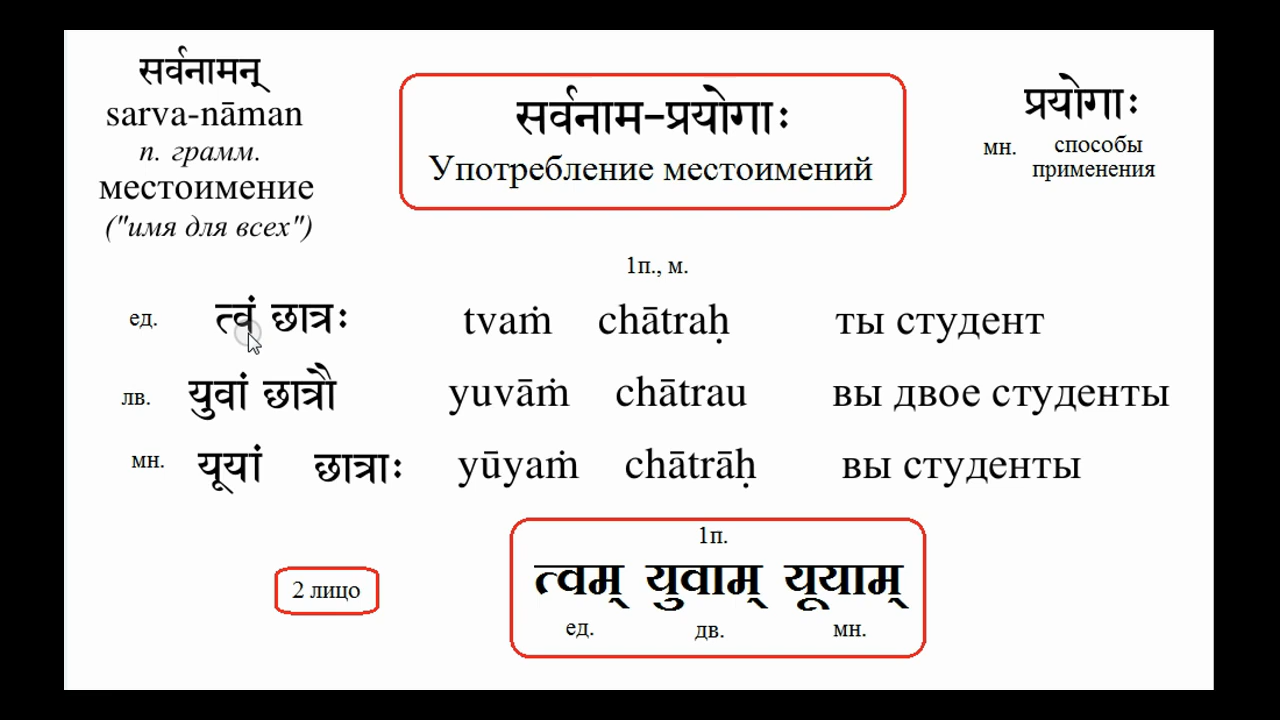 सर्वनामन्
sarva-nāman
п. грамм.
местоимение
("имя для всех")
सर्वनाम-प्रयोगाः
Употребление местоимений
प्रयोगाः
мн. способы
применения
1п., м.
ед. त्वं छात्रः tvaṁ chātraḥ ты студент
лв. युवां छात्रौ yuvāṁ chātrau вы двое студенты
мн. यूयां छात्राः yūyaṁ chātrāḥ вы студенты
2 лицо
1п.
त्वम् युवाम् यूयाम्
ед. дв. мн.